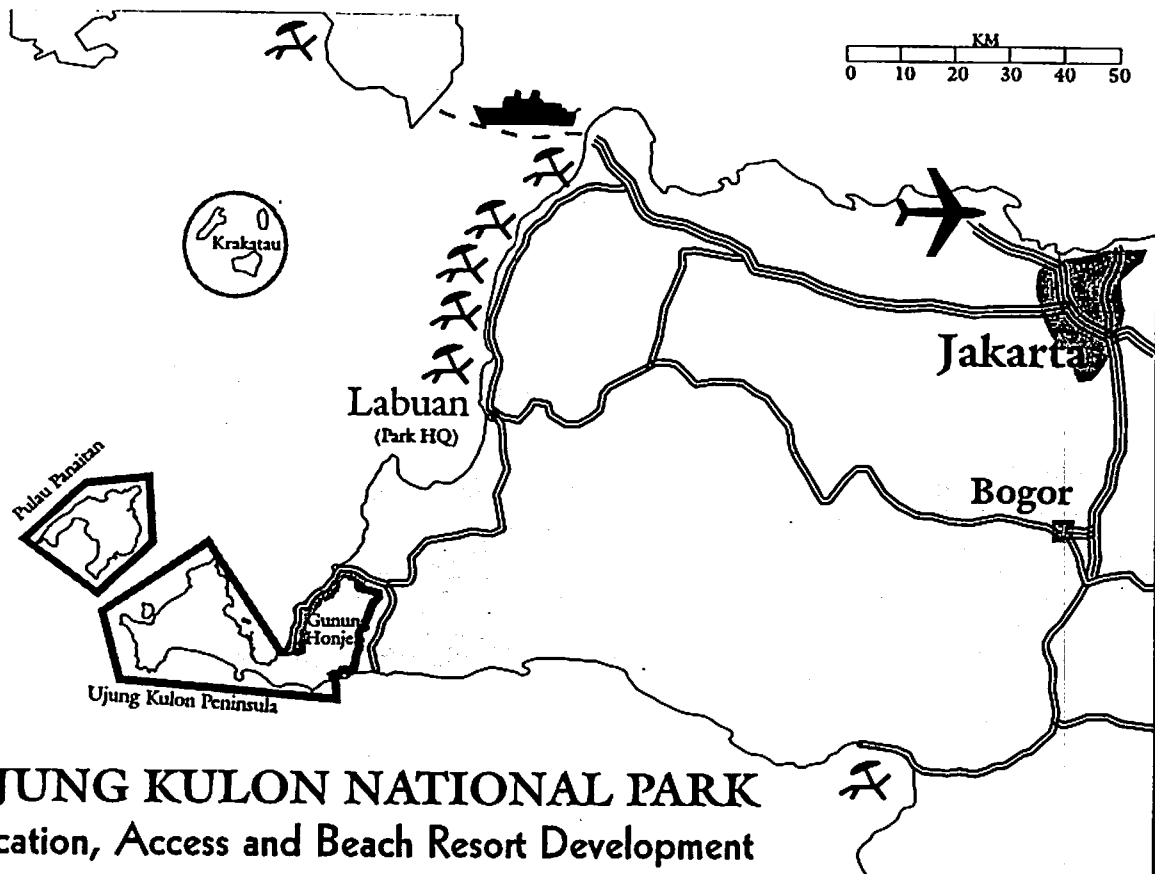 KM
0 10 20 30 40 50
Krakatau
Jakarta
Labuan
(Park HQ)
Bogor
Pulau Panaitan
Gunun
Honje
Ujung Kulon Peninsula
JUNG KULON NATIONAL PARK
cation, Access and Beach Resort Development